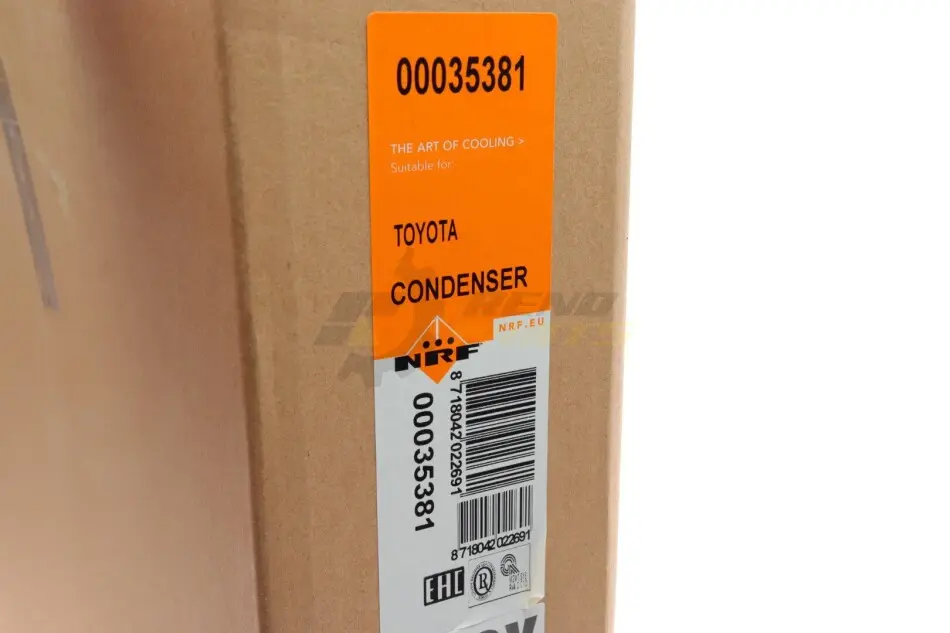 00035381
THE ART OF COOLING >
Suitable for
TOYOTA
CONDENSER
NRF.EU
NRF
8 718042 022691
00035381
8 718042 022691
EAC